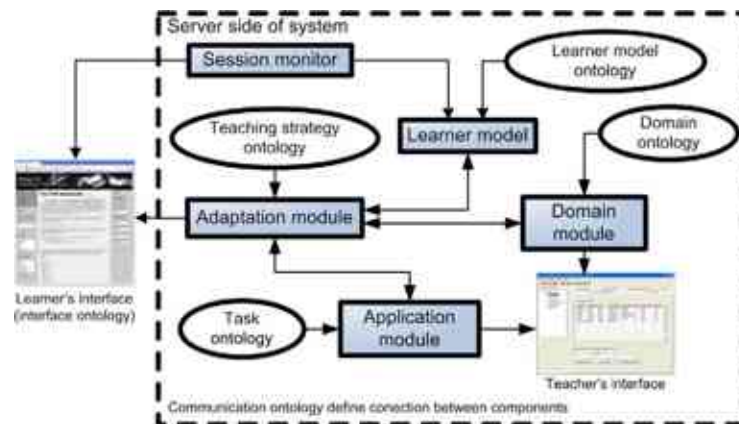 Server side of system
Session monitor
Learner model
ontology
Teaching strategy
ontology
Learner model
Domain
ontology
Adaptation module
Domain
module
Learner's interface
(interface ontology)
Task
ontology
Application
module
Teacher's interface
Communication ontology define conection between components